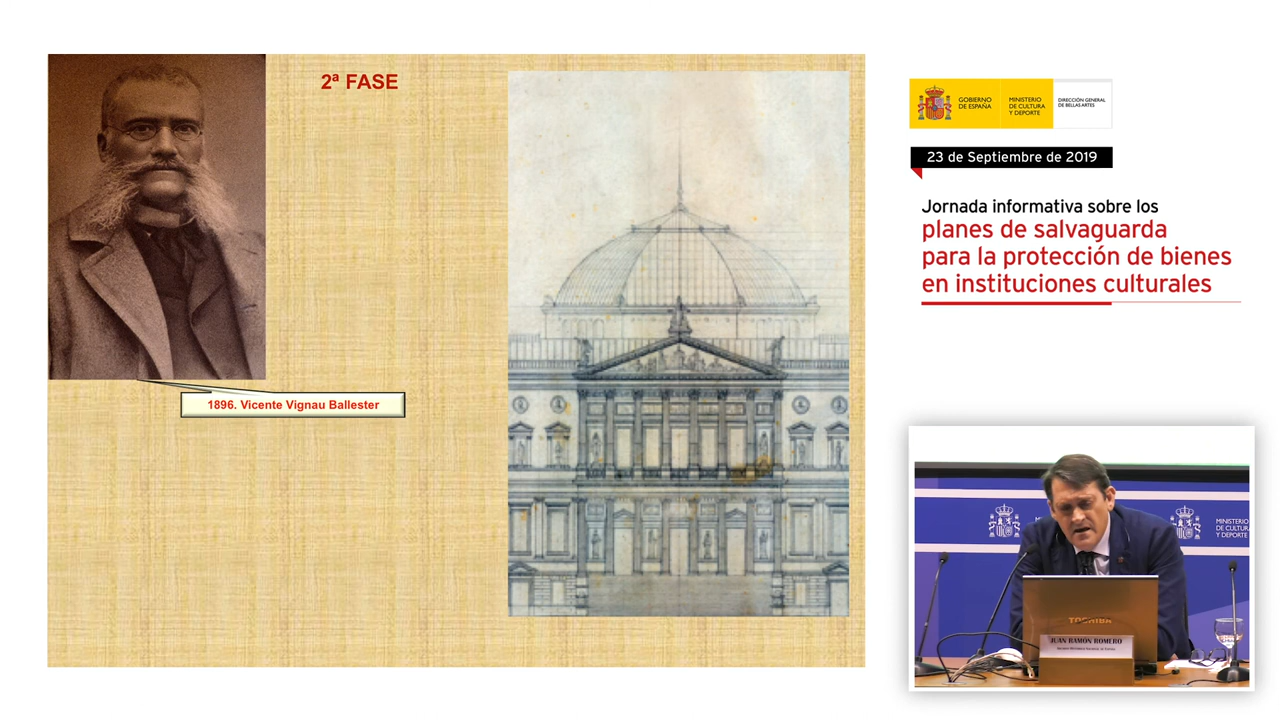 2ª FASE
1896. Vicente Vignau Ballester
GOBIERNO
DE ESPAÑA
MINISTERIO
DE CULTURA
Y DEPORTE
DIRECCIÓN GENERAL
DE BELLAS ARTES
23 de Septiembre de 2019
Jornada informativa sobre los
planes de salvaguarda
para la protección de bienes
en instituciones culturales
MINISTERIO
DE CULTURA
Y DEPORTE
TOSHIBA
JUAN RAMÓN ROMERO